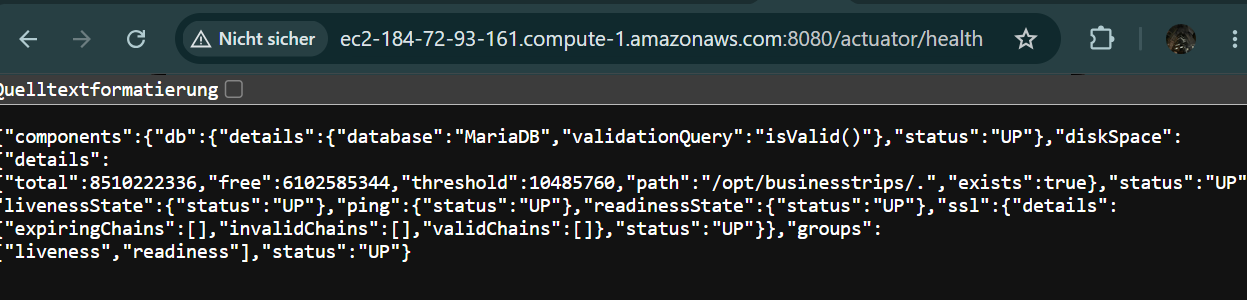 Nicht sicher ec2-184-72-93-161.compute-1.amazonaws.com:8080/actuator/health
Quelltextformatierung
{"components":{"db":{"details":{"database":"MariaDB","validationQuery":"isValid()"},"status":"UP"},"diskSpace":
{"details":
{"total":8510222336,"free":6102585344,"threshold":10485760,"path":"/opt/businesstrips/.","exists":true},"status":"UP"
"livenessState":{"status":"UP"},"ping":{"status":"UP"},"readinessState":{"status":"UP"},"ssl":{"details":
{"expiringChains":[],"invalidChains":[],"validChains":[]},"status":"UP"}},"groups":
["liveness","readiness"],"status":"UP"}